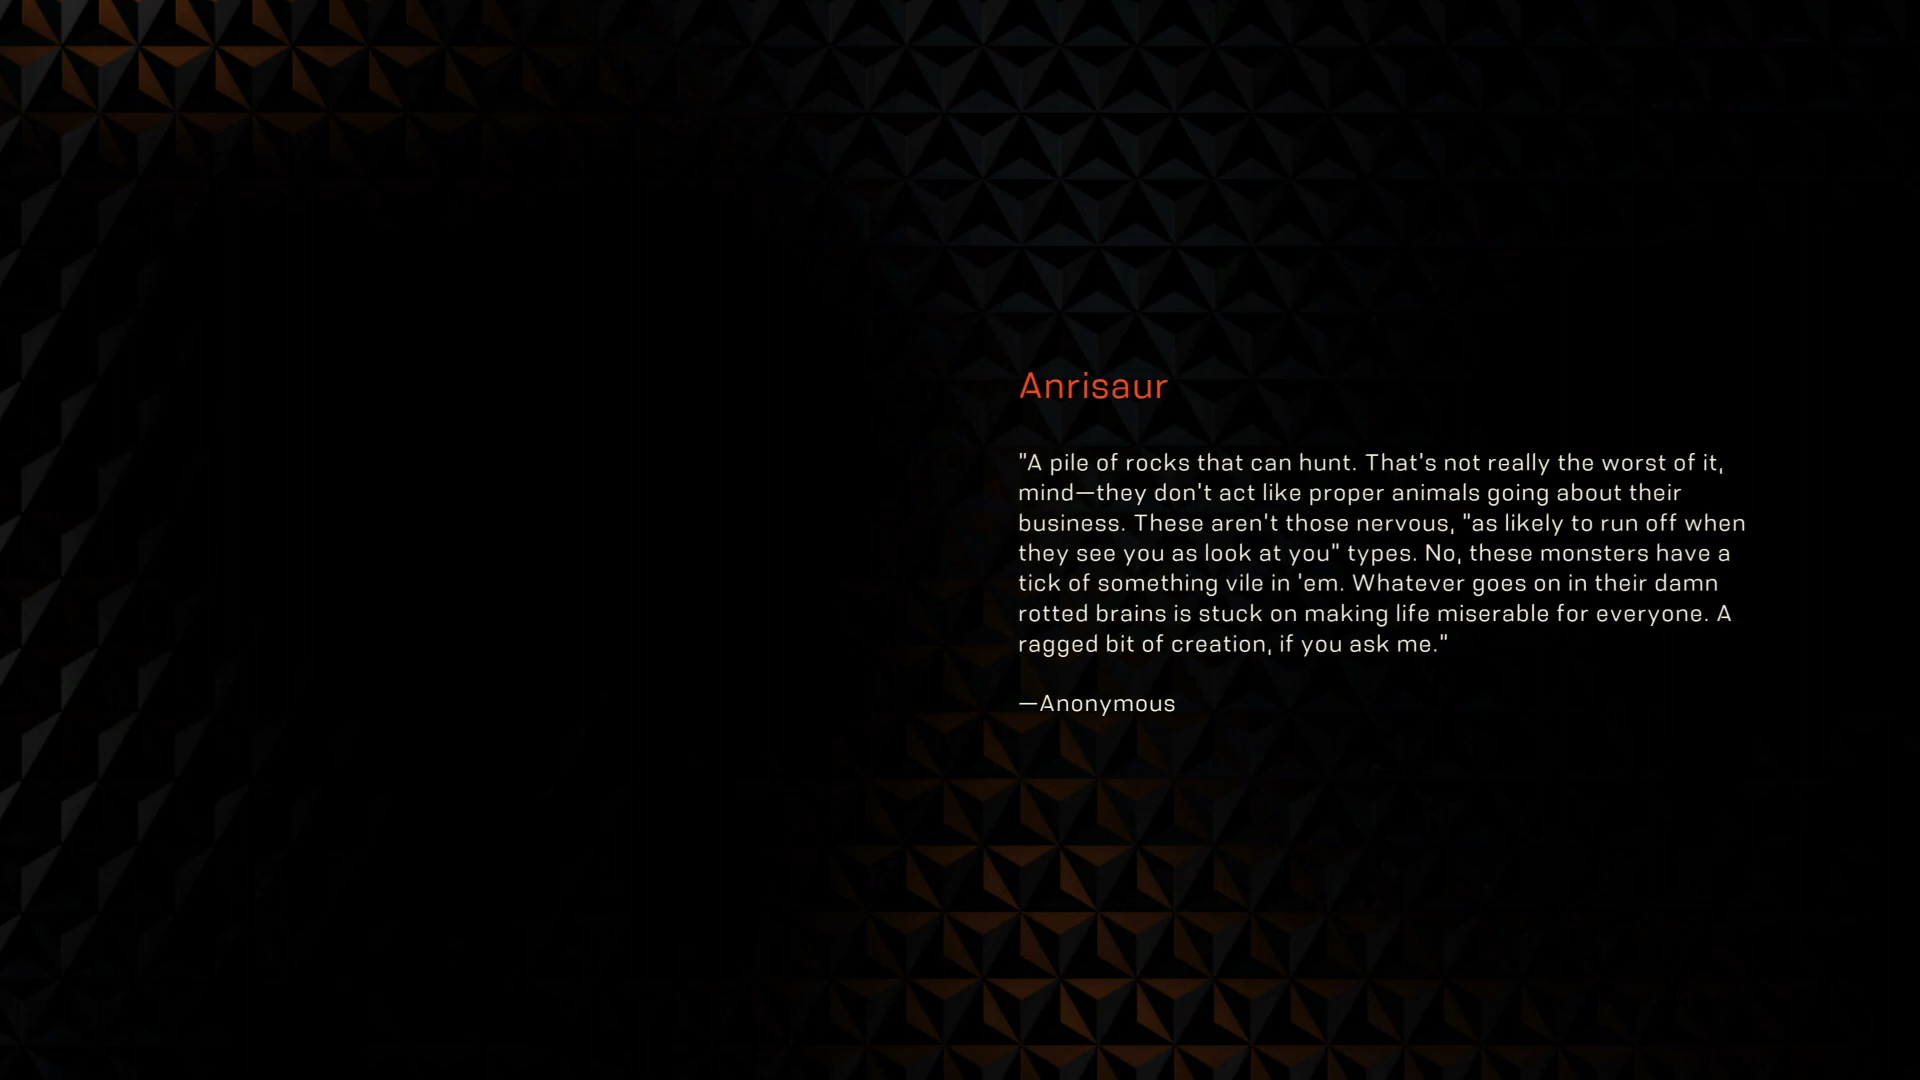 Anrisaur
"A pile of rocks that can hunt. That's not really the worst of it,
mind—they don't act like proper animals going about their
business. These aren't those nervous, "as likely to run off when
they see you as look at you" types. No, these monsters have a
tick of something vile in 'em. Whatever goes on in their damn
rotted brains is stuck on making life miserable for everyone. A
ragged bit of creation, if you ask me."
—Anonymous